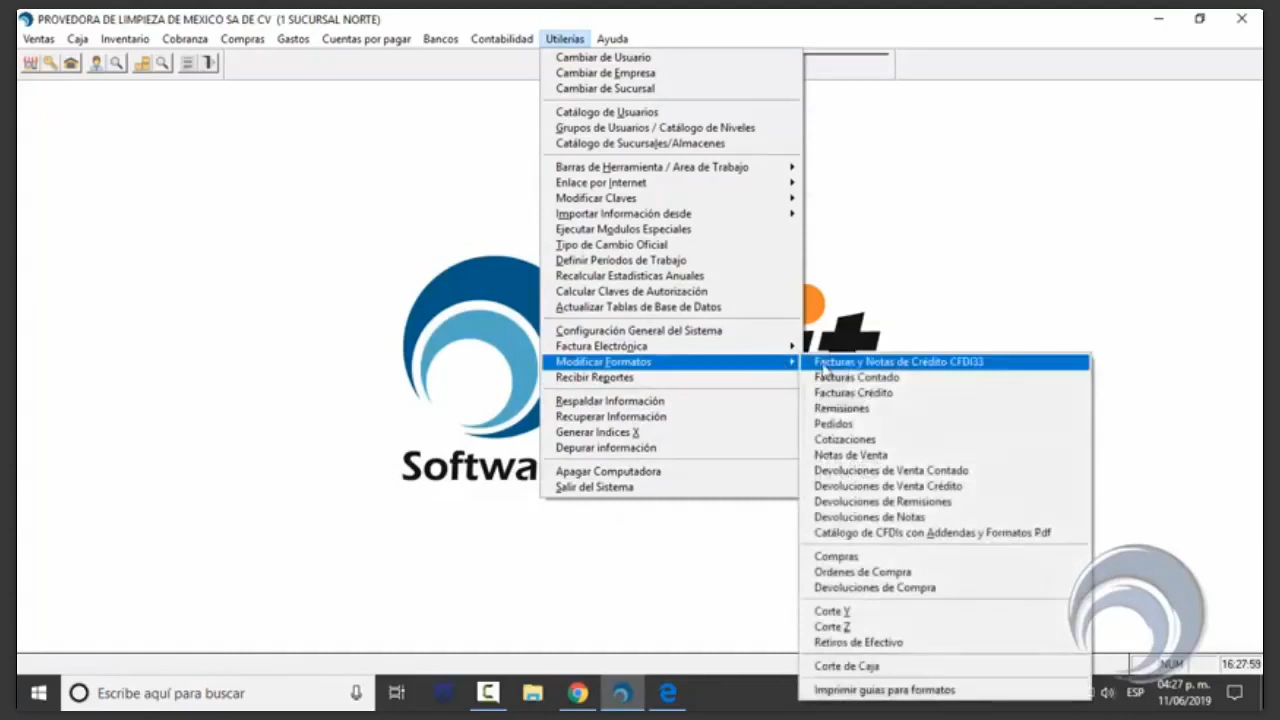 PROVEDORA DE LIMPIEZA DE MEXICO SA DE CV (1 SUCURSAL NORTE)
Ventas Caja Inventario Cobranza Compras Gastos Cuentas por pagar Bancos Contabilidad Utilerías Ayuda
Cambiar de Usuario
Cambiar de Empresa
Cambiar de Sucursal
Catálogo de Usuarios
Grupos de Usuarios / Catálogo de Niveles
Catálogo de Sucursales/Almacenes
Barras de Herramienta / Area de Trabajo
Enlace por Internet
Modificar Claves
Importar Información desde
Ejecutar Modulos Especiales
Tipo de Cambio Oficial
Definir Períodos de Trabajo
Recalcular Estadísticas Anuales
Calcular Claves de Autorización
Actualizar Tablas de Base de Datos
Configuración General del Sistema
Factura Electrónica
Modificar Formatos
Recibir Reportes
Respaldar Información
Recuperar Información
Generar Indices X
Depurar información
Apagar Computadora
Salir del Sistema
Facturas y Notas de Crédito CFDI33
Facturas Contado
Facturas Crédito
Remisiones
Pedidos
Cotizaciones
Notas de Venta
Devoluciones de Venta Contado
Devoluciones de Venta Crédito
Devoluciones de Remisiones
Devoluciones de Notas
Catálogo de CFDIs con Addendas y Formatos Pdf
Compras
Ordenes de Compra
Devoluciones de Compra
Corte Y
Corte Z
Retiros de Efectivo
Corte de Caja
Imprimir guias para formatos
Softwa
it
NUM 16:27:59
Escribe aquí para buscar
ESP
04:27 p. m.
11/06/2019